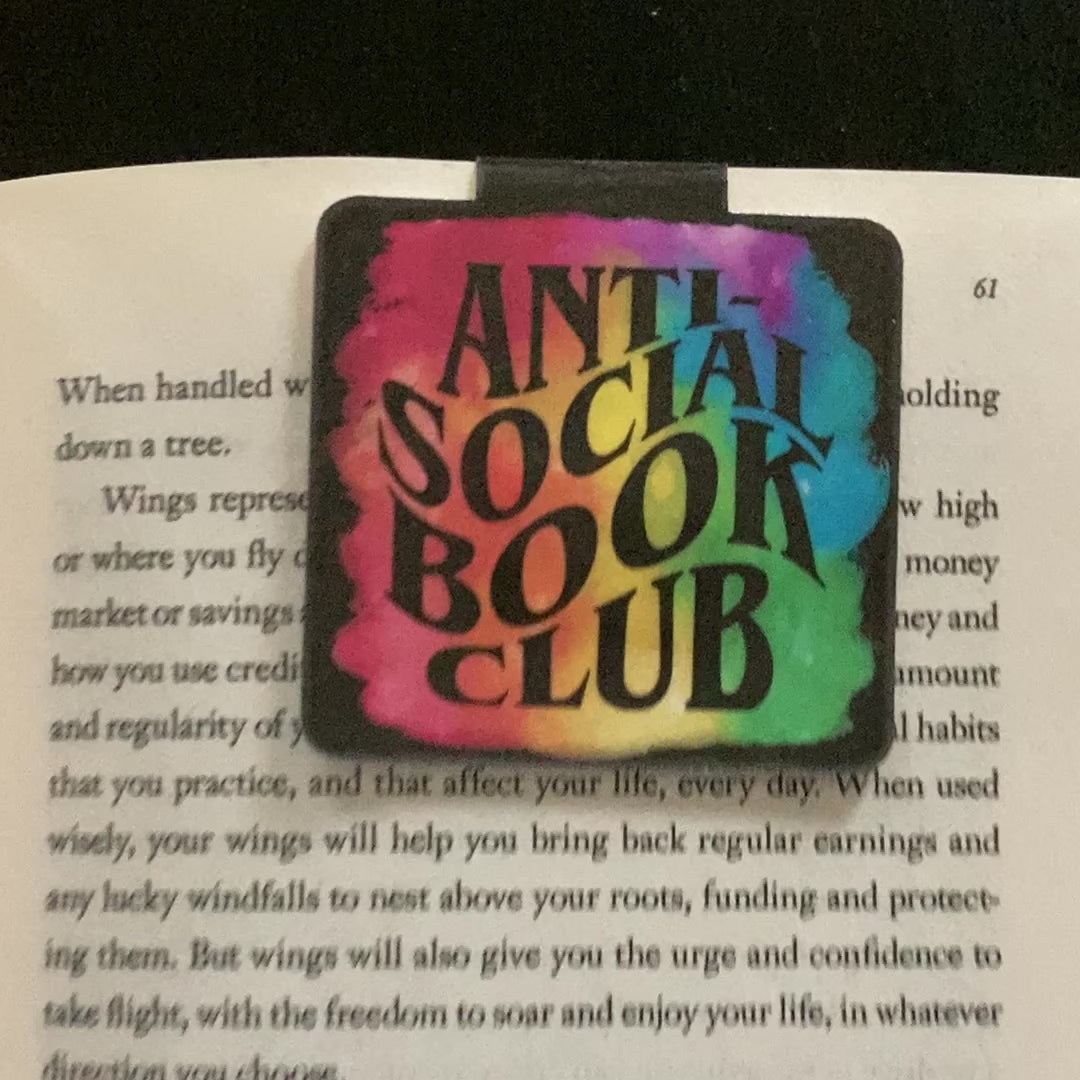 61
ANTI-
SOCIAL
BOOK
CLUB
When handled w olding
down a tree.
Wings represe w high
or where you fly money
market or savings ney and
how you use credi amount
and regularity of y l habits
that you practice, and that affect your life, every day. When used
wisely, your wings will help you bring back regular earnings and
any lucky windfalls to nest above your roots, funding and protect-
ing them. But wings will also give you the urge and confidence to
take flight, with the freedom to soar and enjoy your life, in whatever
direction you choose.